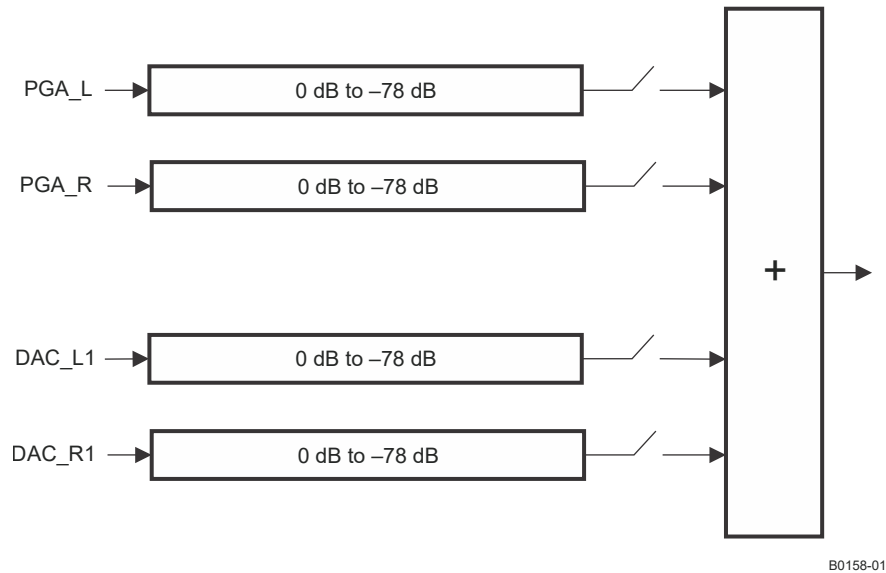 PGA_L
0 dB to –78 dB
PGA_R
0 dB to –78 dB
+
DAC_L1
0 dB to –78 dB
DAC_R1
0 dB to –78 dB
B0158-01